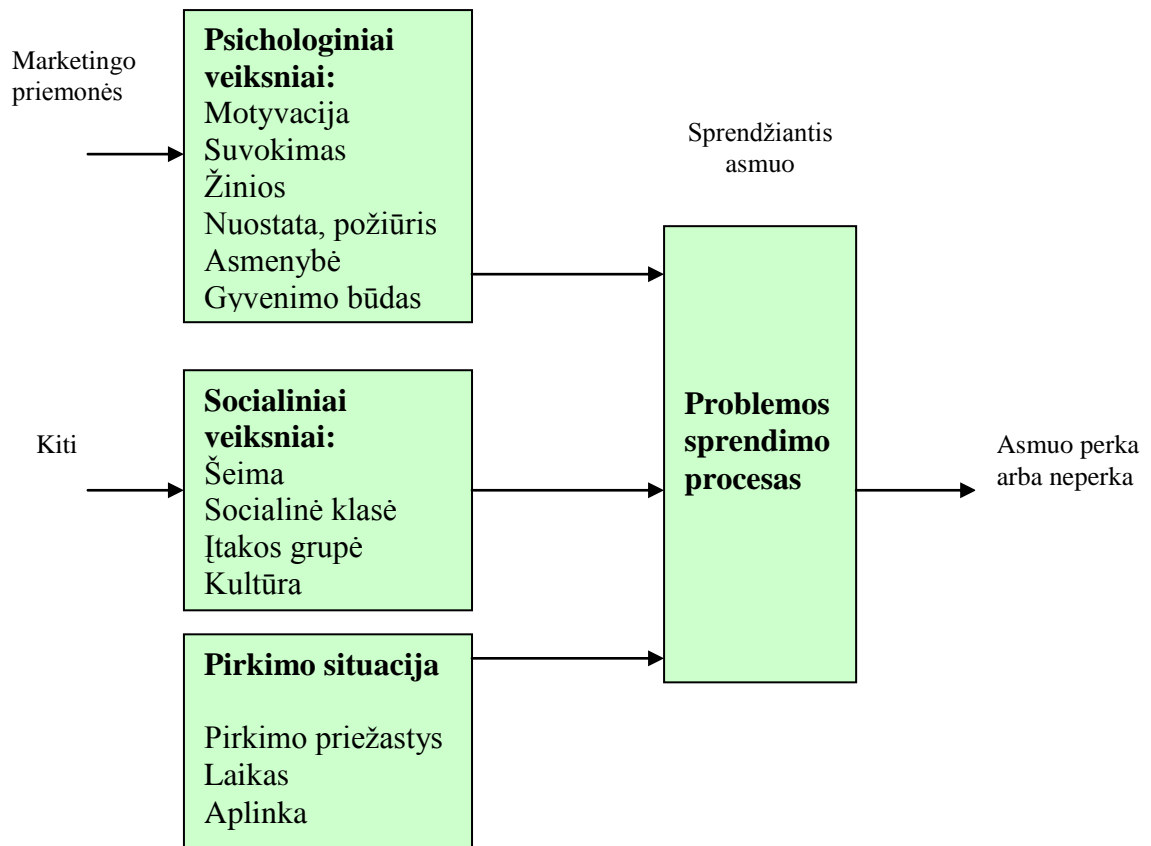 Marketingo
priemonės
Psichologiniai
veiksniai:
Motyvacija
Suvokimas
Žinios
Nuostata, požiūris
Asmenybė
Gyvenimo būdas
Kiti
Socialiniai
veiksniai:
Šeima
Socialinė klasė
Įtakos grupė
Kultūra
Pirkimo situacija
Pirkimo priežastys
Laikas
Aplinka
Sprendžiantis
asmuo
Problemos
sprendimo
procesas
Asmuo perka
arba neperka